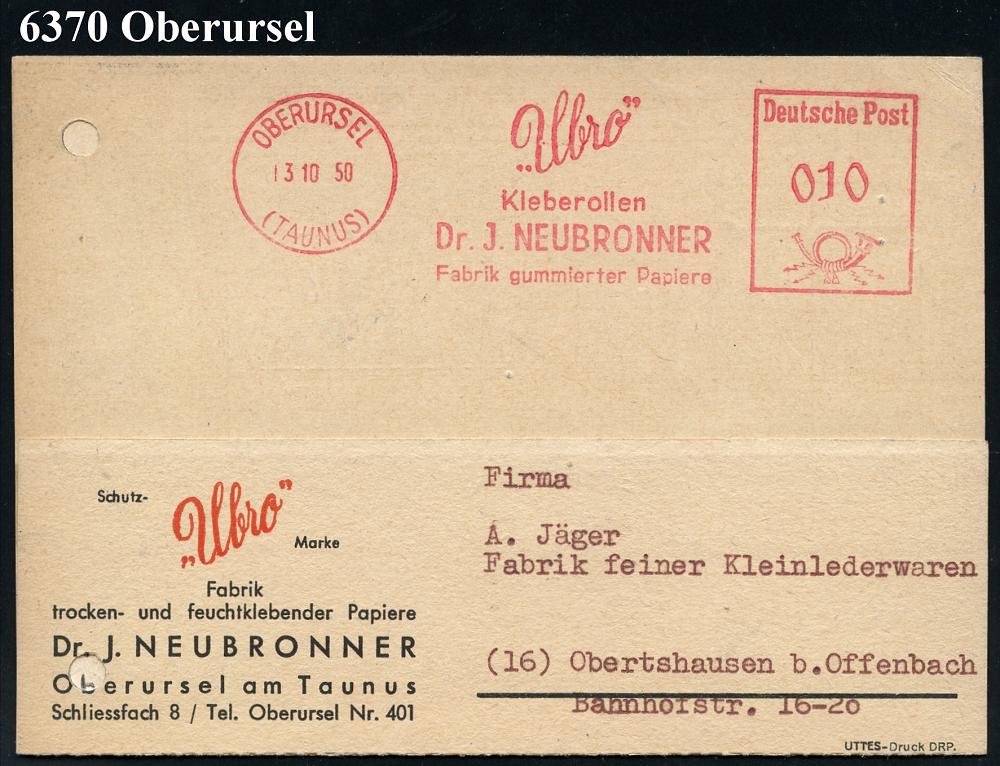 6370 Oberursel
OBERURSEL
13 10 50
(TAUNUS)
„Ubro”
Kleberollen
Dr. J. NEUBRONNER
Fabrik gummierter Papiere
Deutsche Post
010
Schutz-
„Ubro”
Marke
Fabrik
trocken- und feuchtklebender Papiere
Dr. J. NEUBRONNER
Oberursel am Taunus
Schliessfach 8 / Tel. Oberursel Nr. 401
Firma
A. Jäger
Fabrik feiner Kleinlederwaren
(16) Obertshausen b.Offenbach
Bahnhofstr. 16-20
UTTES-Druck DRP.